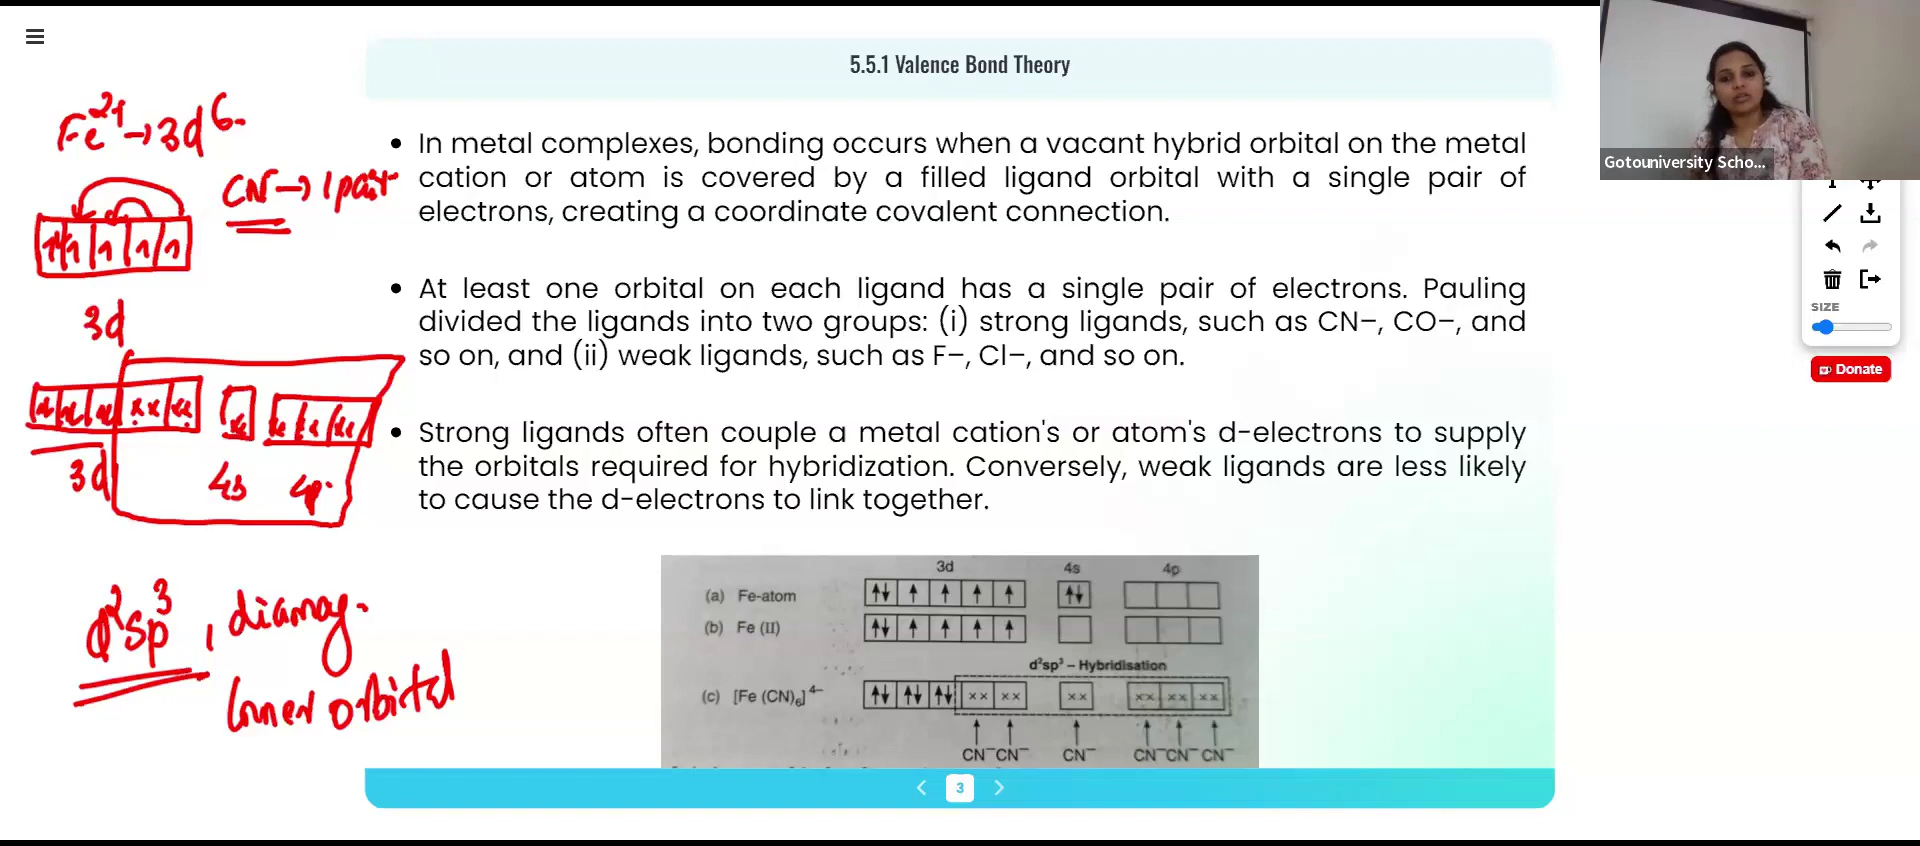 5.5.1 Valence Bond Theory
Fe2+ → 3d6
CN → 1 pair
3d
3d 4s 4p
d2sp3, diamag.
Inner orbital
• In metal complexes, bonding occurs when a vacant hybrid orbital on the metal
cation or atom is covered by a filled ligand orbital with a single pair of
electrons, creating a coordinate covalent connection.
• At least one orbital on each ligand has a single pair of electrons. Pauling
divided the ligands into two groups: (i) strong ligands, such as CN–, CO–, and
so on, and (ii) weak ligands, such as F–, Cl–, and so on.
• Strong ligands often couple a metal cation's or atom's d-electrons to supply
the orbitals required for hybridization. Conversely, weak ligands are less likely
to cause the d-electrons to link together.
3d 4s 4p
(a) Fe-atom
(b) Fe (II)
d²sp³ – Hybridisation
(c) [Fe (CN)₆]⁴⁻ ×× ×× ×× ×× ×× ××
CN⁻ CN⁻ CN⁻ CN⁻ CN⁻ CN⁻
3
Gotouniversity Scho...
SIZE
Donate